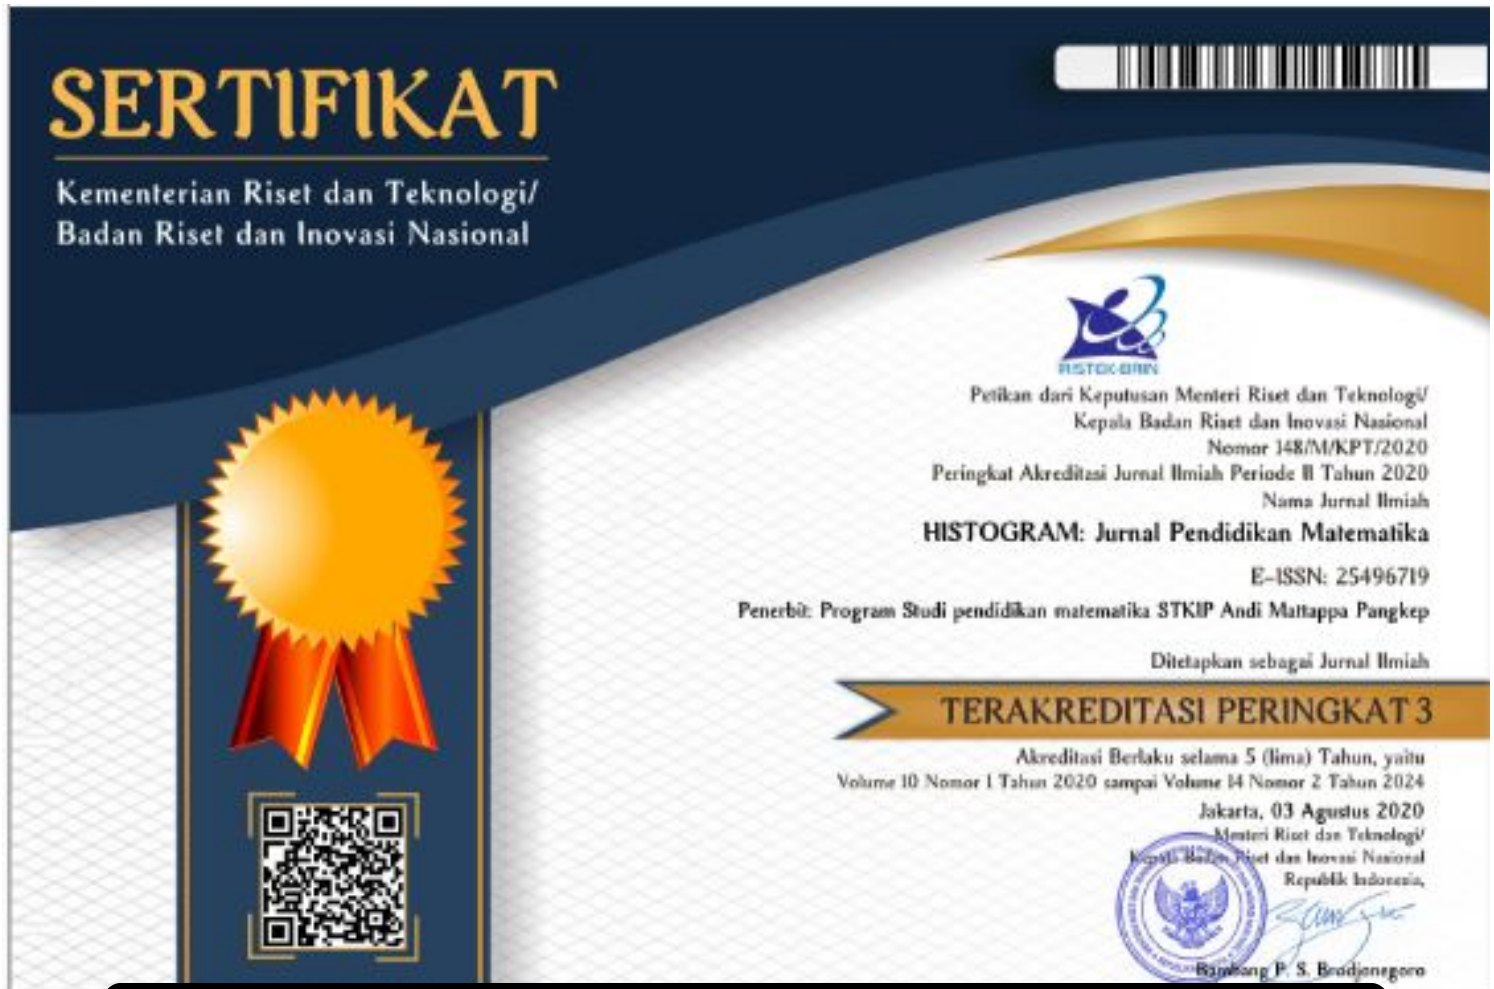 SERTIFIKAT
Kementerian Riset dan Teknologi/
Badan Riset dan Inovasi Nasional
RISTEK-BRIN
Petikan dari Keputusan Menteri Riset dan Teknologi/
Kepala Badan Riset dan Inovasi Nasional
Nomor 148/M/KPT/2020
Peringkat Akreditasi Jurnal Ilmiah Periode II Tahun 2020
Nama Jurnal Ilmiah
HISTOGRAM: Jurnal Pendidikan Matematika
E-ISSN: 25496719
Penerbit: Program Studi pendidikan matematika STKIP Andi Mattappa Pangkep
Ditetapkan sebagai Jurnal Ilmiah
TERAKREDITASI PERINGKAT 3
Akreditasi Berlaku selama 5 (lima) Tahun, yaitu
Volume 10 Nomor 1 Tahun 2020 sampai Volume 14 Nomor 2 Tahun 2024
Jakarta, 03 Agustus 2020
Menteri Riset dan Teknologi/
Kepala Badan Riset dan Inovasi Nasional
Republik Indonesia,
Bambang P. S. Brodjonegoro